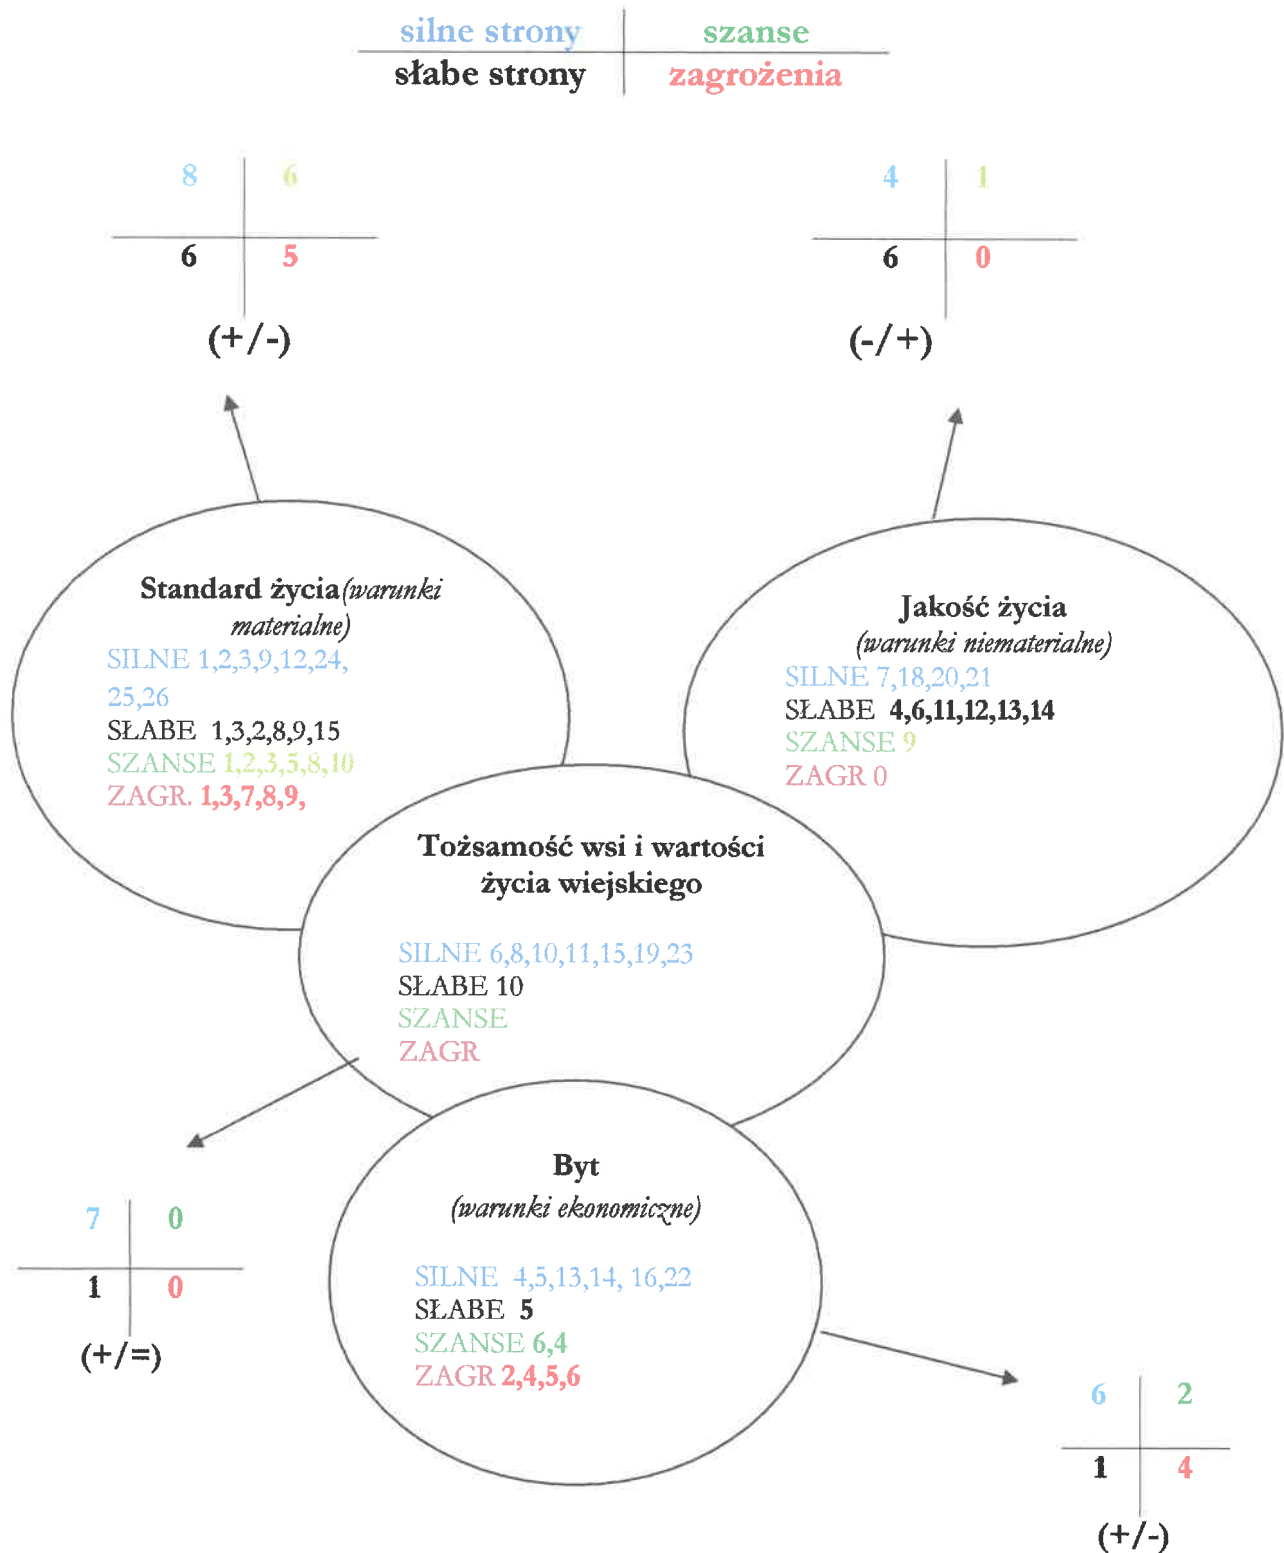 silne strony szanse
słabe strony zagrożenia
8 6
6 5
(+/-)
4 1
6 0
(-/+)
Standard życia(warunki
materialne)
SILNE 1,2,3,9,12,24,
25,26
SŁABE 1,3,2,8,9,15
SZANSE 1,2,3,5,8,10
ZAGR. 1,3,7,8,9,
Jakość życia
(warunki niematerialne)
SILNE 7,18,20,21
SŁABE 4,6,11,12,13,14
SZANSE 9
ZAGR 0
Tożsamość wsi i wartości
życia wiejskiego
SILNE 6,8,10,11,15,19,23
SŁABE 10
SZANSE
ZAGR
7 0
1 0
(+/=)
Byt
(warunki ekonomiczne)
SILNE 4,5,13,14, 16,22
SŁABE 5
SZANSE 6,4
ZAGR 2,4,5,6
6 2
1 4
(+/-)